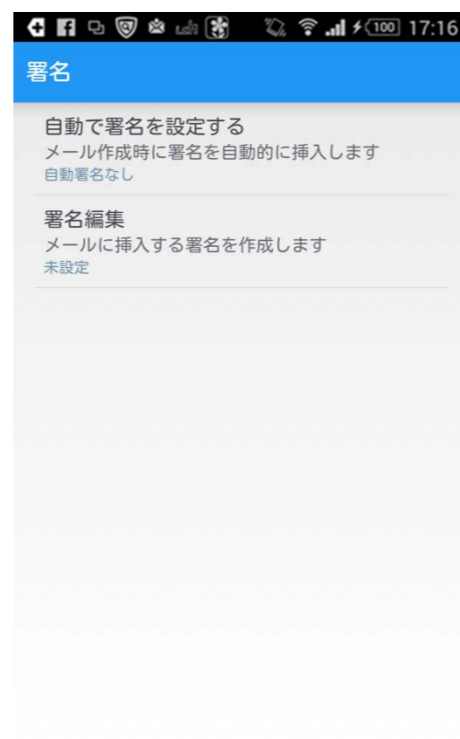 100 17:16
署名
自動で署名を設定する
メール作成時に署名を自動的に挿入します
自動署名なし
署名編集
メールに挿入する署名を作成します
未設定